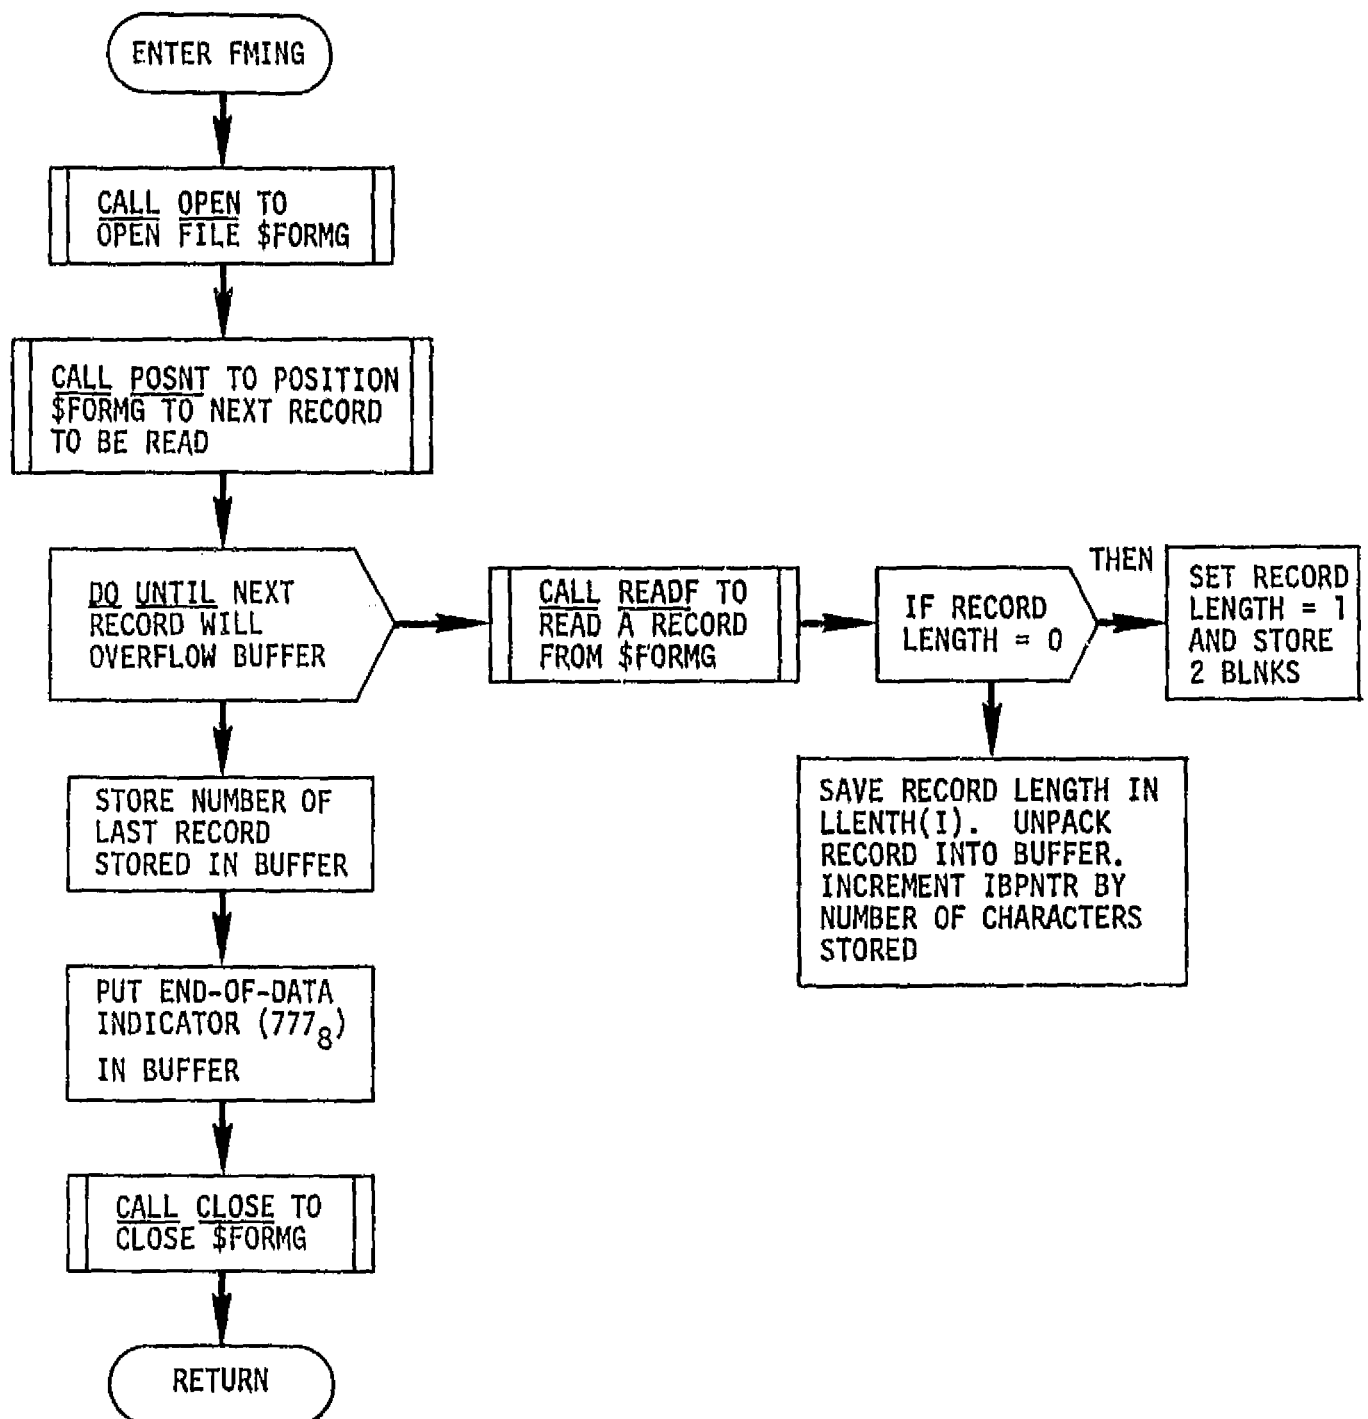 ENTER FMING
CALL OPEN TO
OPEN FILE $FORMG
CALL POSNT TO POSITION
$FORMG TO NEXT RECORD
TO BE READ
DO UNTIL NEXT
RECORD WILL
OVERFLOW BUFFER
CALL READF TO
READ A RECORD
FROM $FORMG
IF RECORD
LENGTH = 0
THEN
SET RECORD
LENGTH = 1
AND STORE
2 BLNKS
SAVE RECORD LENGTH IN
LLENTH(I). UNPACK
RECORD INTO BUFFER.
INCREMENT IBPNTR BY
NUMBER OF CHARACTERS
STORED
STORE NUMBER OF
LAST RECORD
STORED IN BUFFER
PUT END-OF-DATA
INDICATOR (777₈)
IN BUFFER
CALL CLOSE TO
CLOSE $FORMG
RETURN